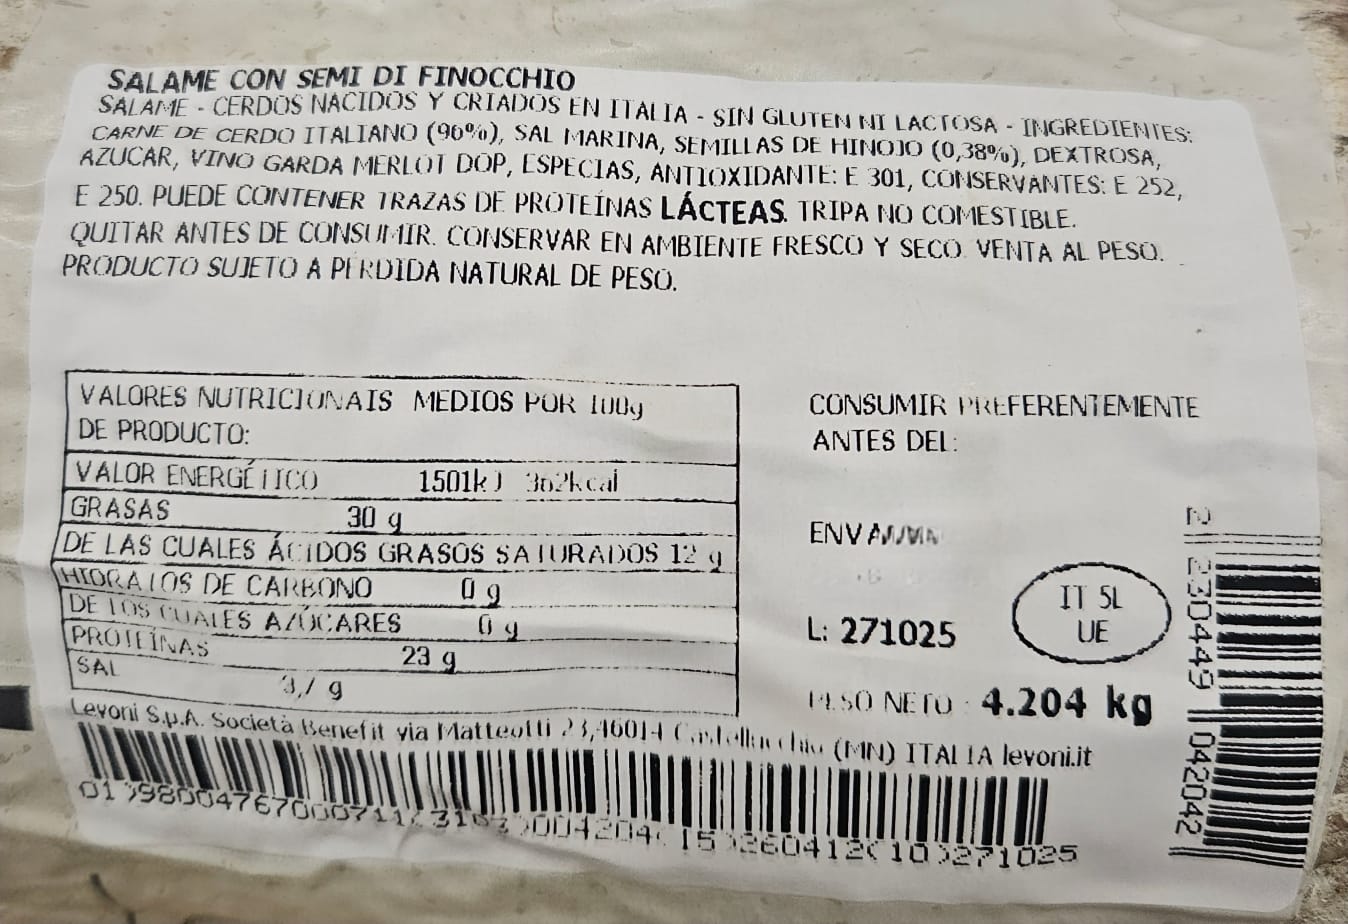 SALAME CON SEMI DI FINOCCHIO
SALAME - CERDOS NACIDOS Y CRIADOS EN ITALIA - SIN GLUTEN NI LACTOSA - INGREDIENTES:
CARNE DE CERDO ITALIANO (96%), SAL MARINA, SEMILLAS DE HINOJO (0,38%), DEXTROSA,
AZUCAR, VINO GARDA MERLOT DOP, ESPECIAS, ANTIOXIDANTE: E 301, CONSERVANTES: E 252,
E 250. PUEDE CONTENER TRAZAS DE PROTEÍNAS LÁCTEAS. TRIPA NO COMESTIBLE.
QUITAR ANTES DE CONSUMIR. CONSERVAR EN AMBIENTE FRESCO Y SECO. VENTA AL PESO.
PRODUCTO SUJETO A PERDIDA NATURAL DE PESO.
VALORES NUTRICIONAIS MEDIOS POR 100g
DE PRODUCTO:
VALOR ENERGÉTICO 1501kJ 362kcal
GRASAS 30 g
DE LAS CUALES ÁCIDOS GRASOS SATURADOS 12 g
HIDRATOS DE CARBONO 0 g
DE LOS CUALES AZÚCARES 0 g
PROTEÍNAS 23 g
SAL 3,7 g
CONSUMIR PREFERENTEMENTE
ANTES DEL:
L: 271025
IT 5L
UE
PESO NETO : 4.204 kg
Levoni S.p.A. Società Benefit via Matteotti 23,46014 Castellucchio (MN) ITALIA levoni.it
15)260412(10)271025
2 230449 042042